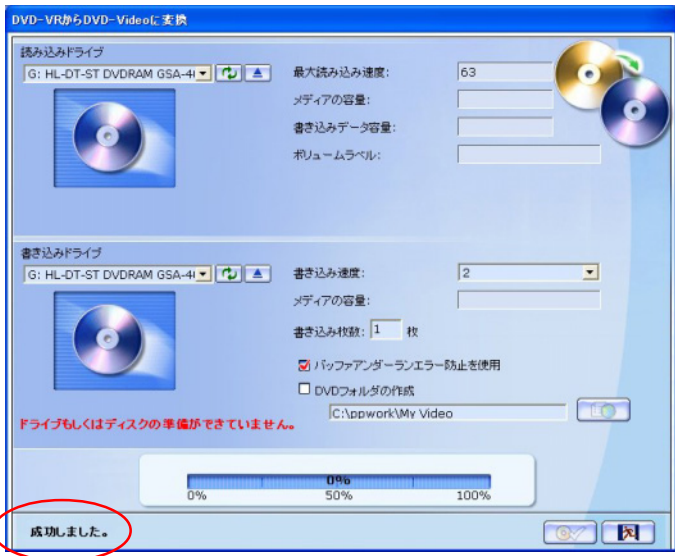 DVD-VRからDVD-Videoに変換
読み込みドライブ
G: HL-DT-ST DVDRAM GSA-4
最大読み込み速度: 63
メディアの容量:
書き込みデータ容量:
ボリュームラベル:
書き込みドライブ
G: HL-DT-ST DVDRAM GSA-4
書き込み速度: 2
メディアの容量:
書き込み枚数: 1 枚
バッファアンダーランエラー防止を使用
DVDフォルダの作成
C:\ppwork\My Video
ドライブもしくはディスクの準備ができていません。
0%
0% 50% 100%
成功しました。